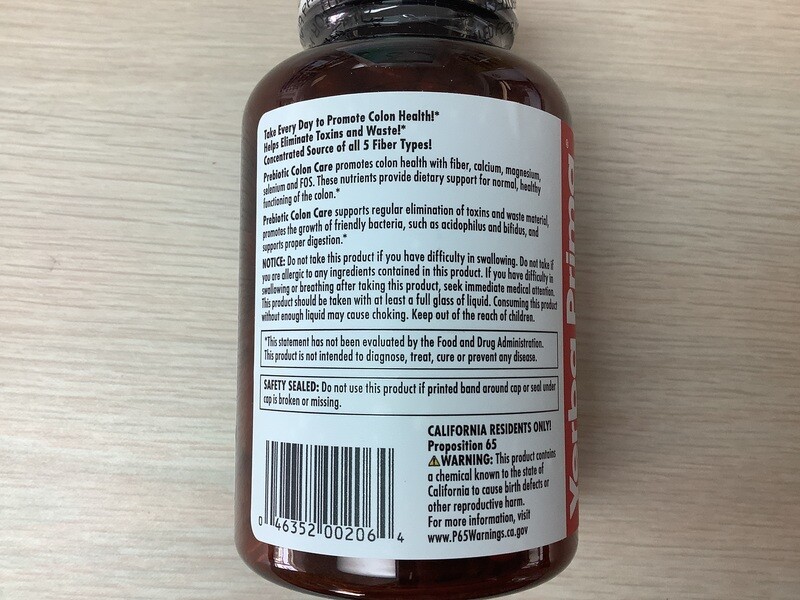 Take Every Day to Promote Colon Health!*
Helps Eliminate Toxins and Waste!*
Concentrated Source of all 5 Fiber Types!
Prebiotic Colon Care promotes colon health with fiber, calcium, magnesium,
selenium and FOS. These nutrients provide dietary support for normal, healthy
functioning of the colon.*
Prebiotic Colon Care supports regular elimination of toxins and waste material,
promotes the growth of friendly bacteria, such as acidophilus and bifidus, and
supports proper digestion.*
NOTICE: Do not take this product if you have difficulty in swallowing. Do not take if
you are allergic to any ingredients contained in this product. If you have difficulty in
swallowing or breathing after taking this product, seek immediate medical attention.
This product should be taken with at least a full glass of liquid. Consuming this product
without enough liquid may cause choking. Keep out of the reach of children.
*This statement has not been evaluated by the Food and Drug Administration.
This product is not intended to diagnose, treat, cure or prevent any disease.
SAFETY SEALED: Do not use this product if printed band around cap or seal under
cap is broken or missing.
CALIFORNIA RESIDENTS ONLY!
Proposition 65
⚠WARNING: This product contains
a chemical known to the state of
California to cause birth defects or
other reproductive harm.
For more information, visit
www.P65Warnings.ca.gov
0 46352 00206 4
Yerba Prima®